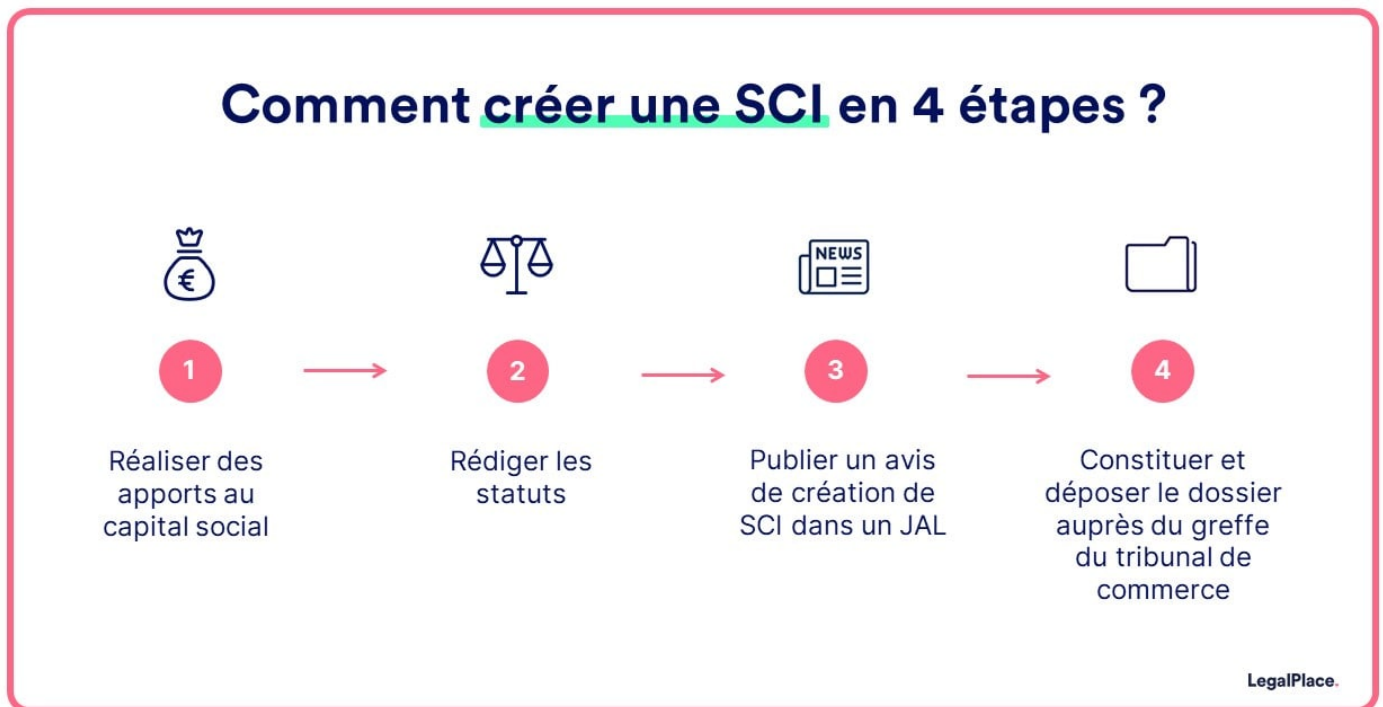 Comment créer une SCI en 4 étapes ?
NEWS
€
1
2
3
4
Réaliser des
apports au
capital social
Rédiger les
statuts
Publier un avis
de création de
SCI dans un JAL
Constituer et
déposer le dossier
auprès du greffe
du tribunal de
commerce
LegalPlace.